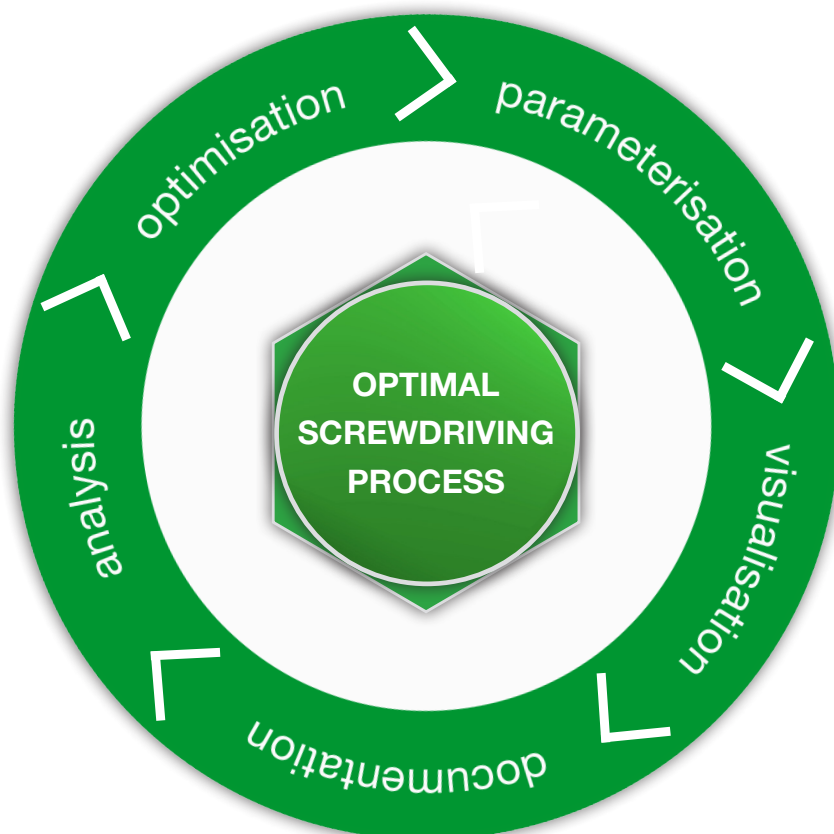 optimisation
parameterisation
visualisation
documentation
analysis
OPTIMAL
SCREWDRIVING
PROCESS